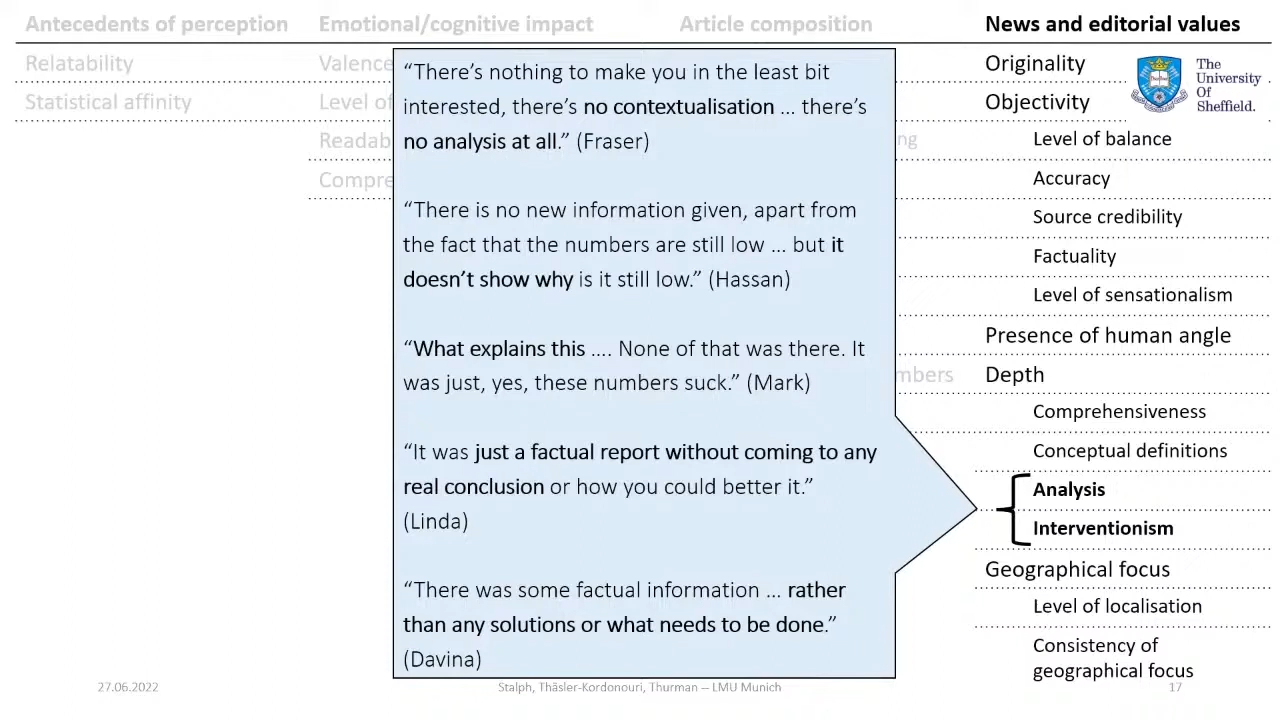 Antecedents of perception
Emotional/cognitive impact
Article composition
News and editorial values
Relatability
Statistical affinity
Valence
Level of
“There’s nothing to make you in the least bit
interested, there’s no contextualisation ... there’s
no analysis at all.” (Fraser)
“There is no new information given, apart from
the fact that the numbers are still low ... but it
doesn’t show why is it still low.” (Hassan)
“What explains this .... None of that was there. It
was just, yes, these numbers suck.” (Mark)
“It was just a factual report without coming to any
real conclusion or how you could better it.”
(Linda)
“There was some factual information ... rather
than any solutions or what needs to be done.”
(Davina)
Originality
Objectivity
Level of balance
Accuracy
Source credibility
Factuality
Level of sensationalism
Presence of human angle
Depth
Comprehensiveness
Conceptual definitions
Analysis
Interventionism
Geographical focus
Level of localisation
Consistency of
geographical focus
The
University
Of
Sheffield.
27.06.2022
Stalph, Thäsler-Kordonouri, Thurman -- LMU Munich
17